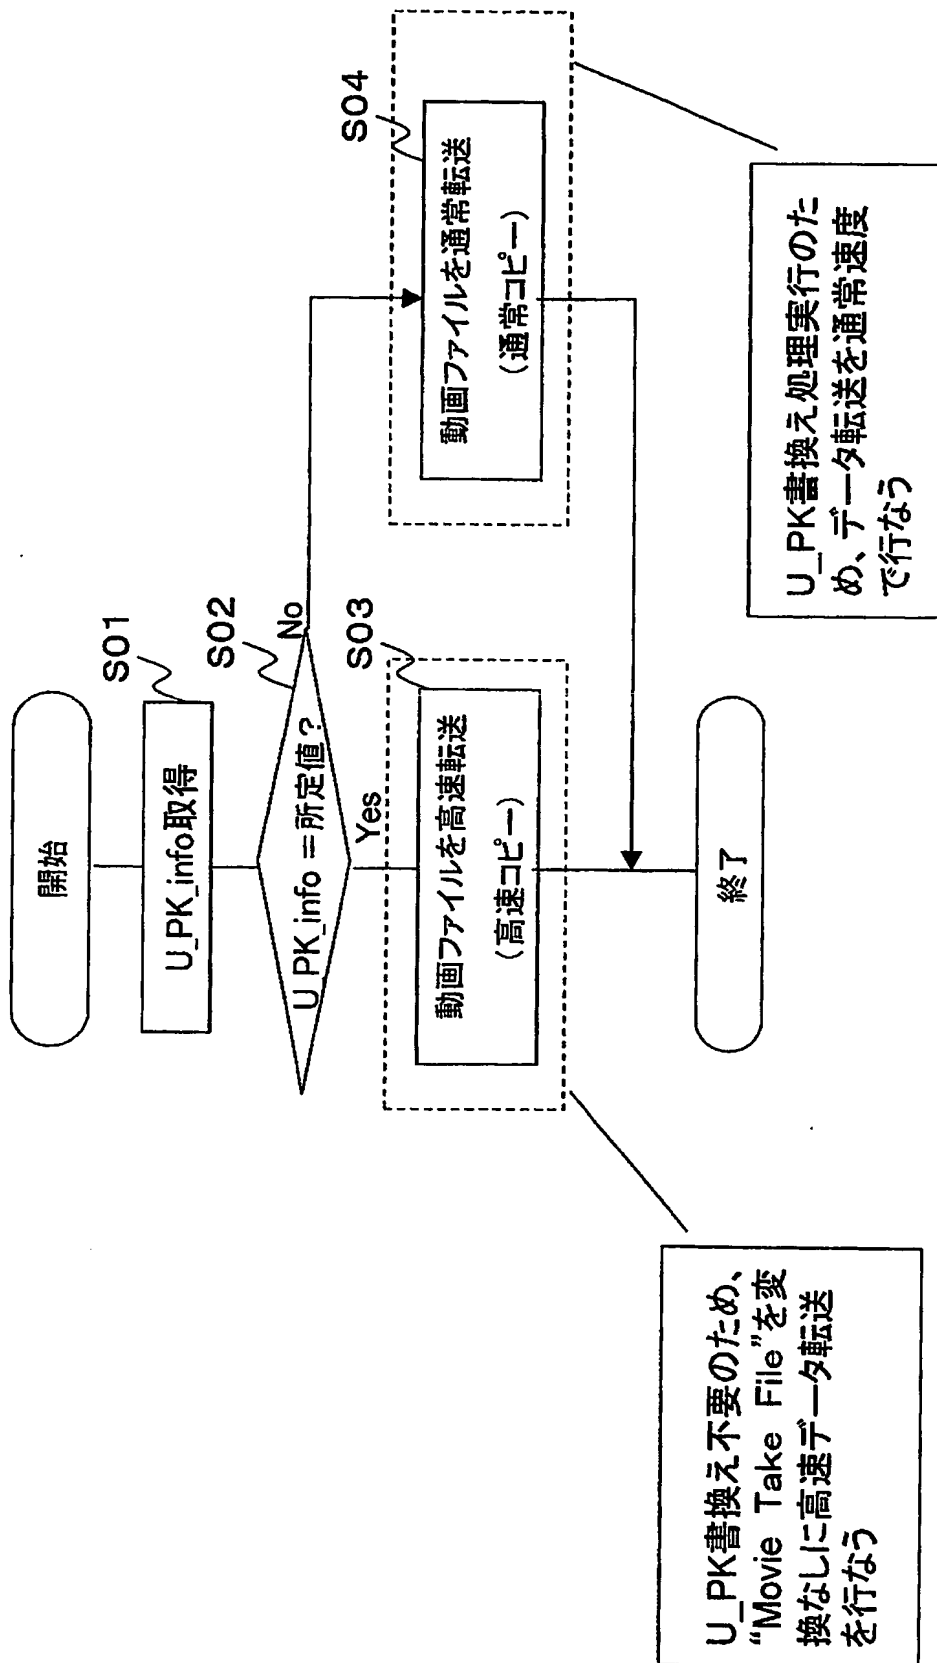 開始
S01
U_PK_info取得
S02
U_PK_info＝所定値？
No
Yes
S03
動画ファイルを高速転送
（高速コピー）
S04
動画ファイルを通常転送
（通常コピー）
終了
U_PK書換え不要のため、
“Movie Take File”を変
換なしに高速データ転送
を行なう
U_PK書換え処理実行のた
め、データ転送を通常速度
で行なう